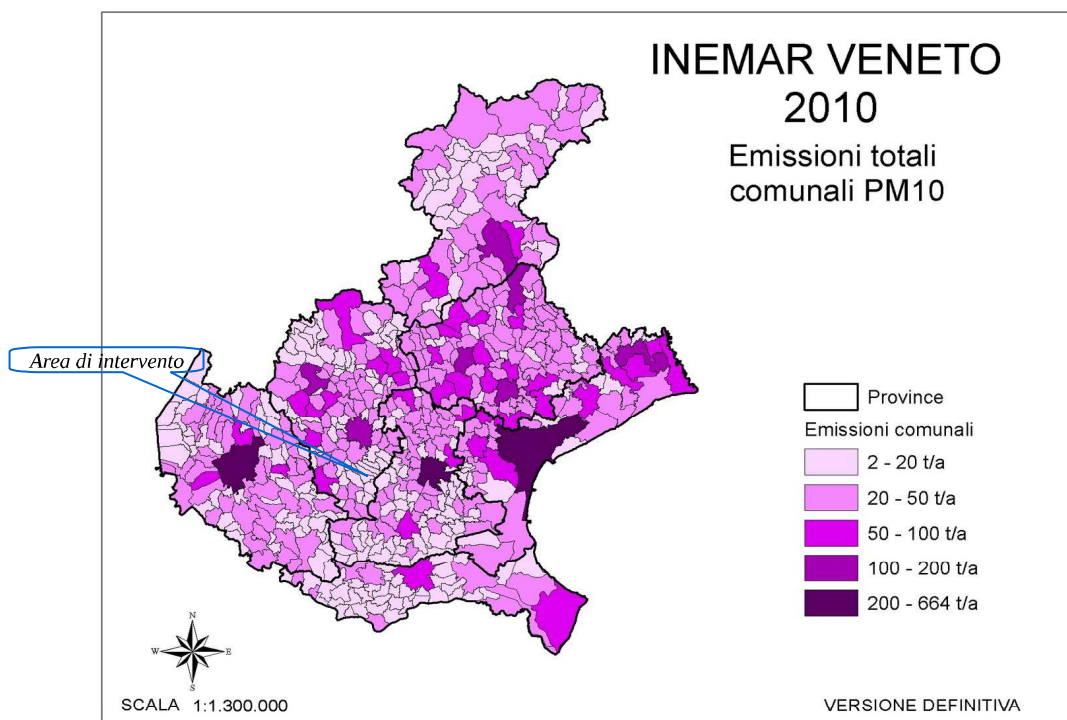 INEMAR VENETO
2010
Emissioni totali
comunali PM10
Area di intervento
Province
Emissioni comunali
2 - 20 t/a
20 - 50 t/a
50 - 100 t/a
100 - 200 t/a
200 - 664 t/a
N
W E
S
SCALA 1:1.300.000
VERSIONE DEFINITIVA